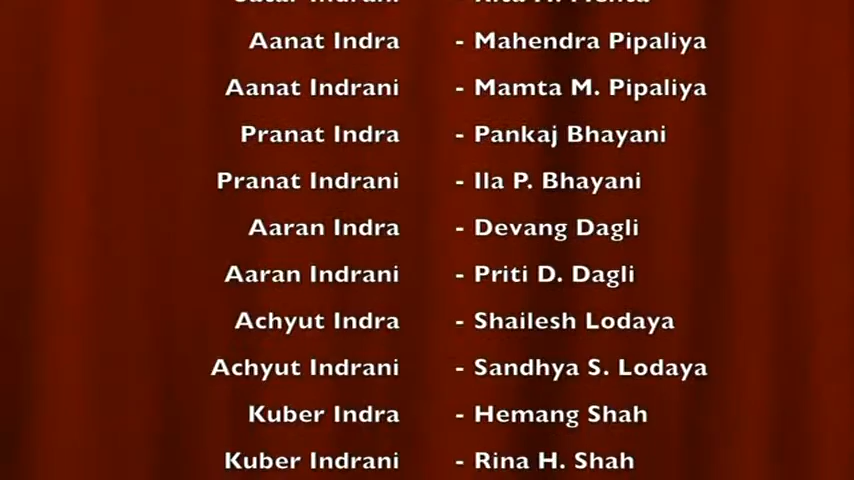 Aanat Indra - Mahendra Pipaliya
Aanat Indrani - Mamta M. Pipaliya
Pranat Indra - Pankaj Bhayani
Pranat Indrani - Ila P. Bhayani
Aaran Indra - Devang Dagli
Aaran Indrani - Priti D. Dagli
Achyut Indra - Shailesh Lodaya
Achyut Indrani - Sandhya S. Lodaya
Kuber Indra - Hemang Shah
Kuber Indrani - Rina H. Shah